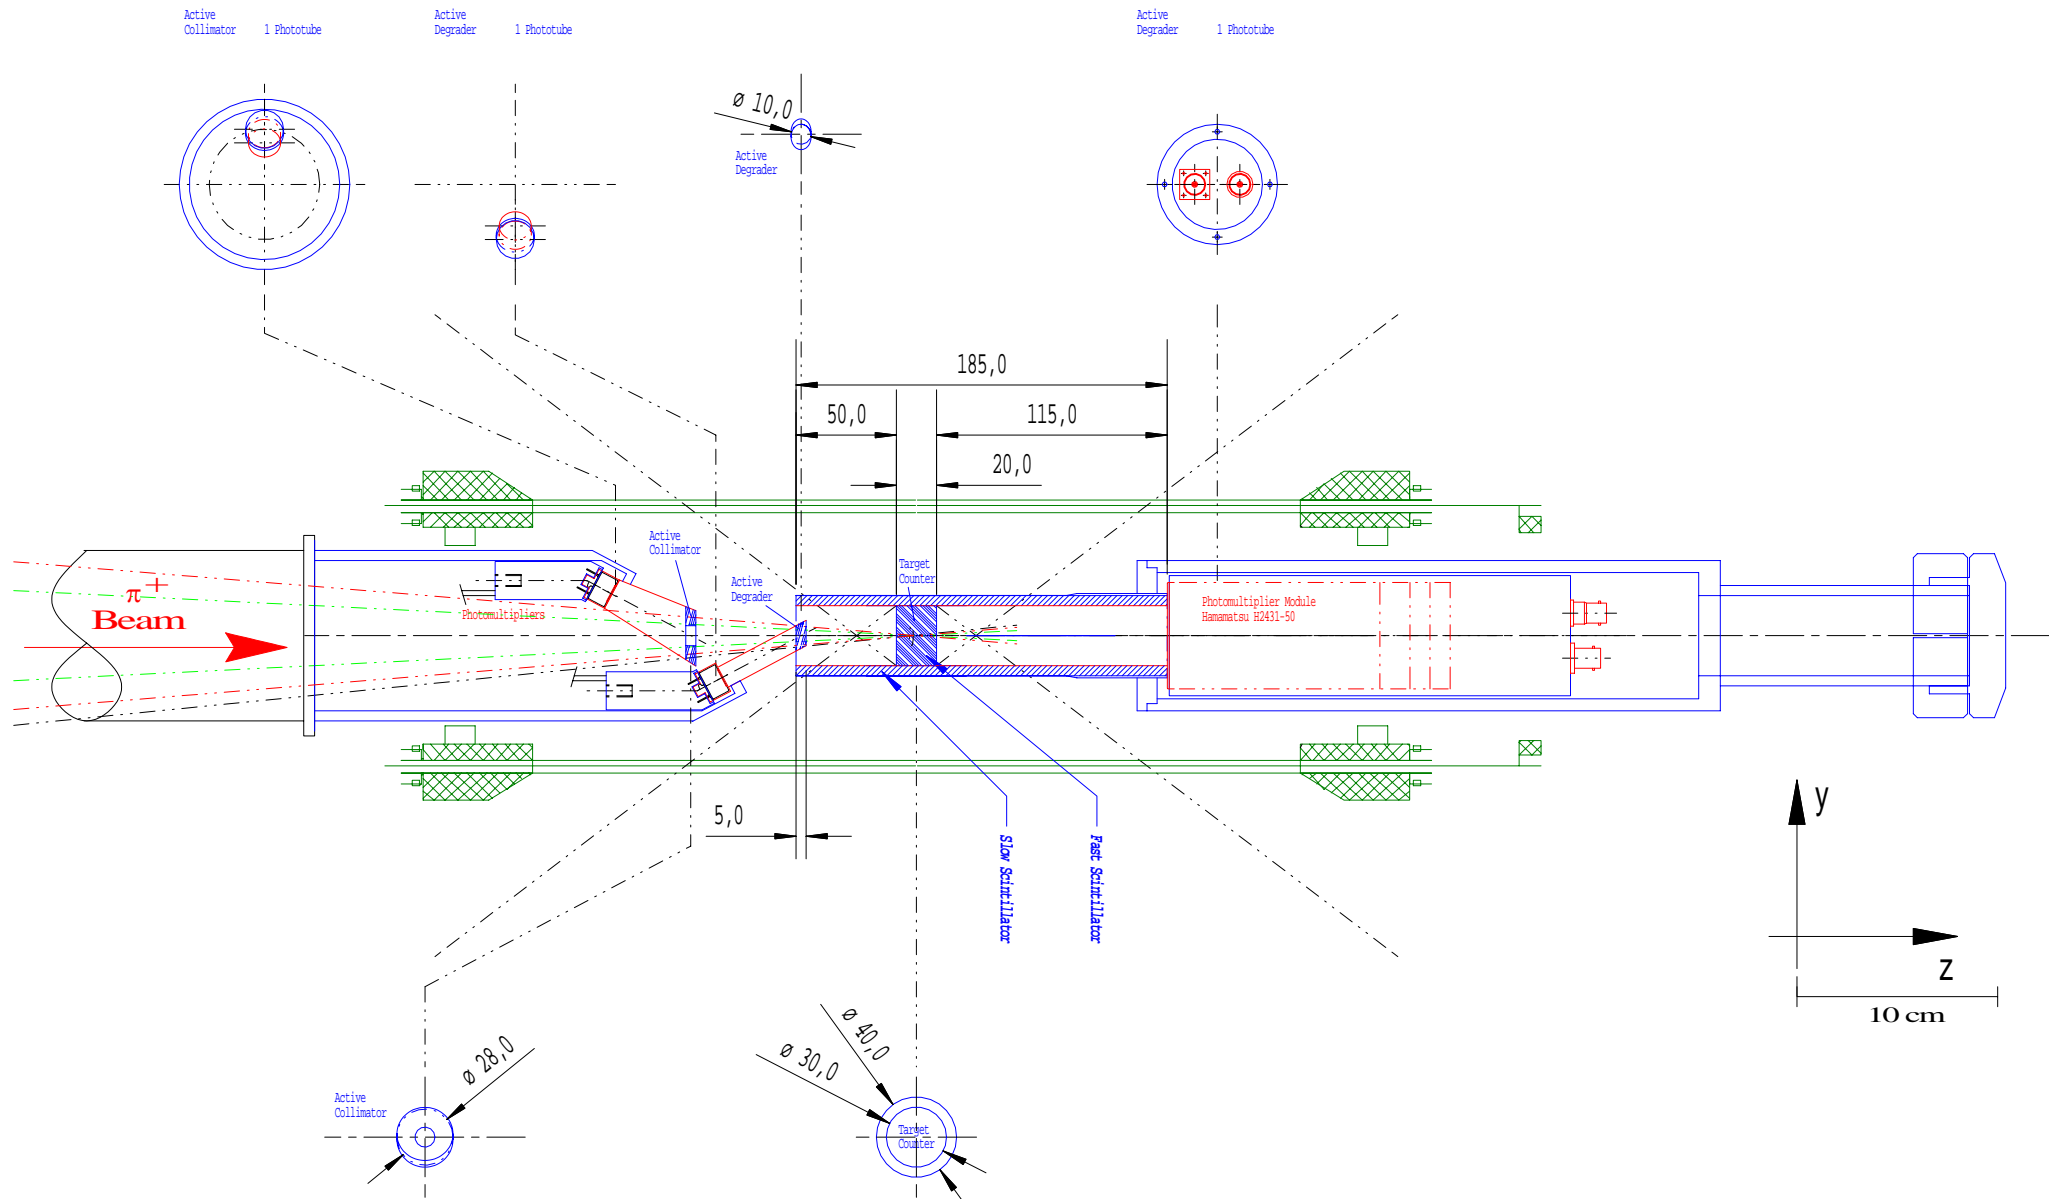 Active
Collimator 1 Phototube
Active
Degrader 1 Phototube
Active
Degrader 1 Phototube
ø 10,0
Active
Degrader
185,0
50,0
115,0
20,0
Active
Collimator
Active
Degrader
Target
Counter
π+
Beam
Photomultipliers
Photomultiplier Module
Hamamatsu H2431-50
5,0
Slow Scintillator
Fast Scintillator
y
z
10 cm
ø 28,0
Active
Collimator
ø 40,0
ø 30,0
Target
Counter